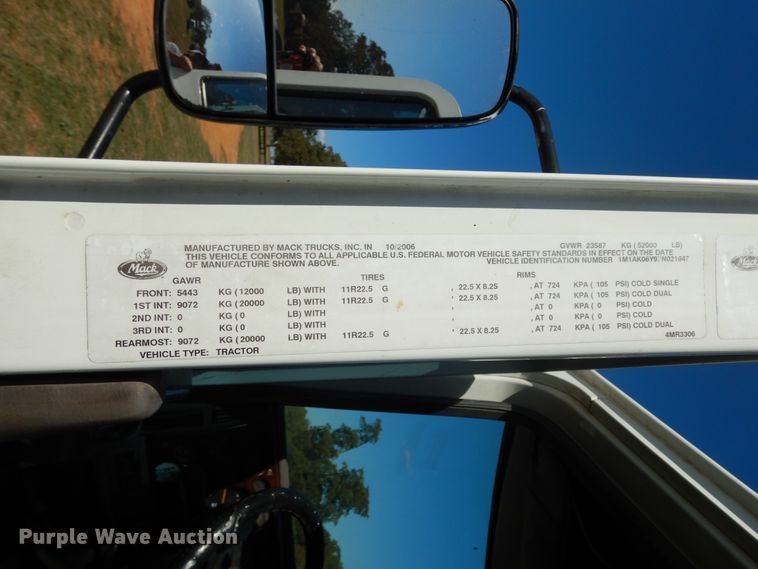 Mack
MANUFACTURED BY MACK TRUCKS, INC. IN 10/2006 GVWR 23587 KG (52000 LB)
THIS VEHICLE CONFORMS TO ALL APPLICABLE U.S. FEDERAL MOTOR VEHICLE SAFETY STANDARDS IN EFFECT ON THE DATE
OF MANUFACTURE SHOWN ABOVE. VEHICLE IDENTIFICATION NUMBER
GAWR TIRES RIMS
FRONT: 5443 KG (12000 LB) WITH 11R22.5 G , 22.5 X 8.25 , AT 724 KPA ( 105 PSI) COLD SINGLE
1ST INT: 9072 KG (20000 LB) WITH 11R22.5 G , 22.5 X 8.25 , AT 724 KPA ( 105 PSI) COLD DUAL
2ND INT: 0 KG (0 LB) WITH , , AT 0 KPA ( 0 PSI) COLD
3RD INT: 0 KG (0 LB) WITH , , AT 0 KPA ( 0 PSI) COLD
REARMOST: 9072 KG (20000 LB) WITH 11R22.5 G , 22.5 X 8.25 , AT 724 KPA ( 105 PSI) COLD DUAL
VEHICLE TYPE: TRACTOR 4MR3306
Purple Wave Auction